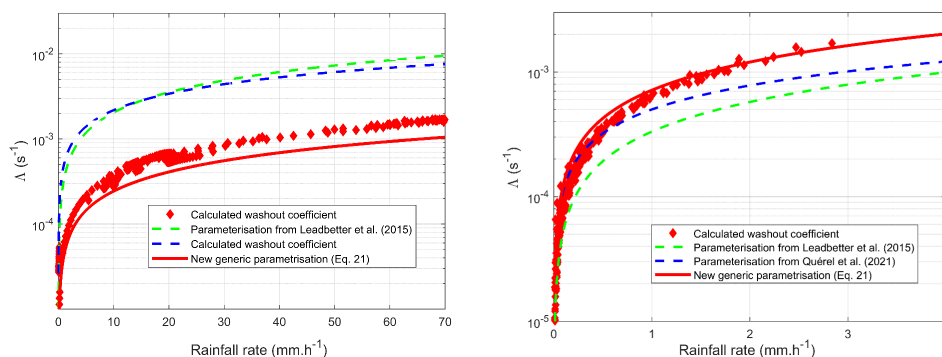 10^-2
10^-3
10^-4
Λ (s^-1)
0 10 20 30 40 50 60 70
Rainfall rate (mm.h^-1)
Calculated washout coefficient
Parameterisation from Leadbetter et al. (2015)
Calculated washout coefficient
New generic parametrisation (Eq. 21)
10^-3
10^-4
10^-5
Λ (s^-1)
0 1 2 3
Rainfall rate (mm.h^-1)
Calculated washout coefficient
Parameterisation from Leadbetter et al. (2015)
Parameterisation from Quérel et al. (2021)
New generic parametrisation (Eq. 21)